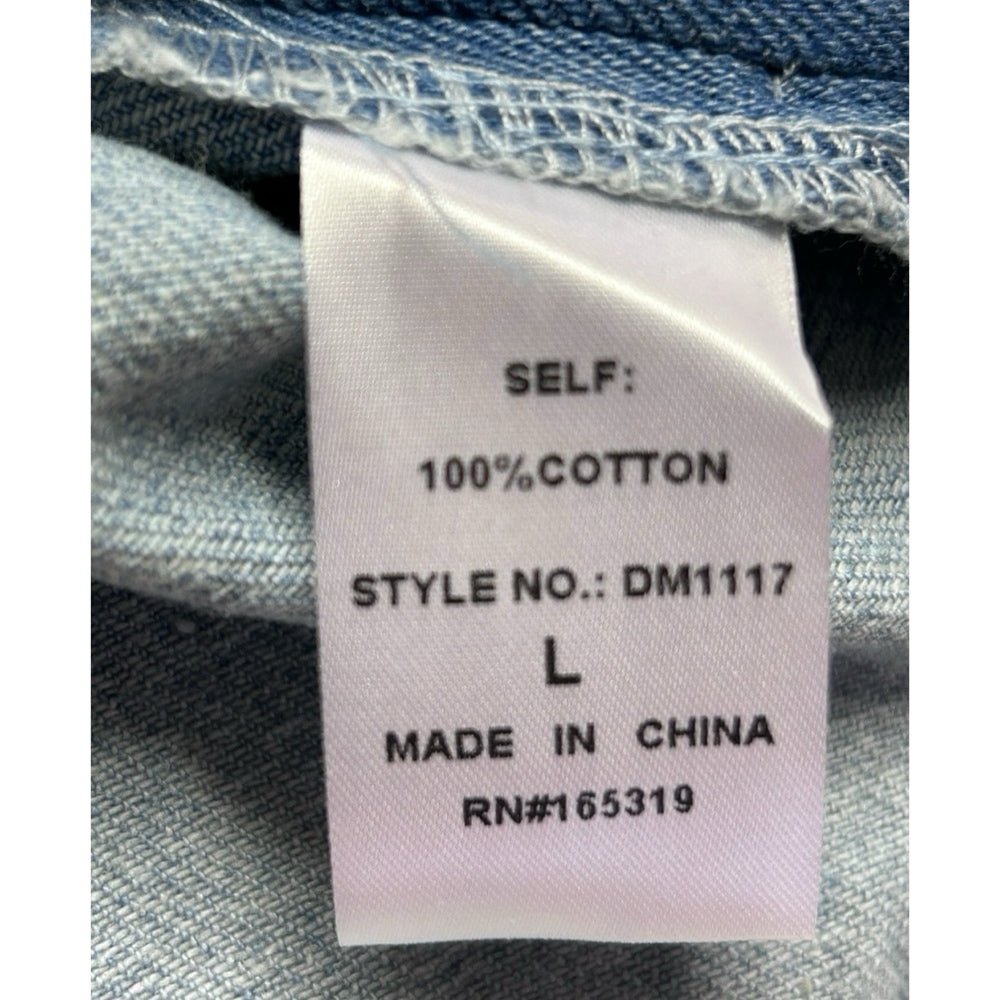 SELF:
100%COTTON
STYLE NO.: DM1117
L
MADE IN CHINA
RN#165319